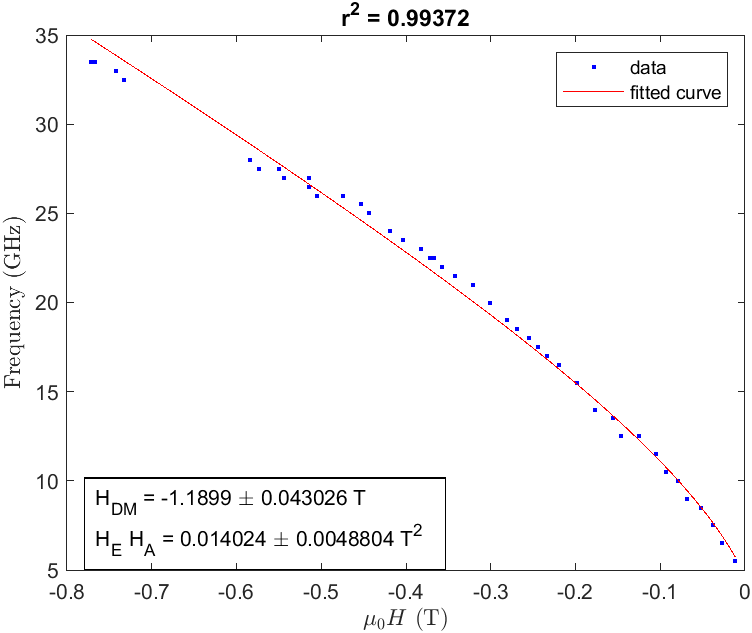 r² = 0.99372
35
30
25
20
15
10
5
Frequency (GHz)
data
fitted curve
H_DM = -1.1899 ± 0.043026 T
H_E H_A = 0.014024 ± 0.0048804 T²
-0.8 -0.7 -0.6 -0.5 -0.4 -0.3 -0.2 -0.1 0
μ₀H (T)